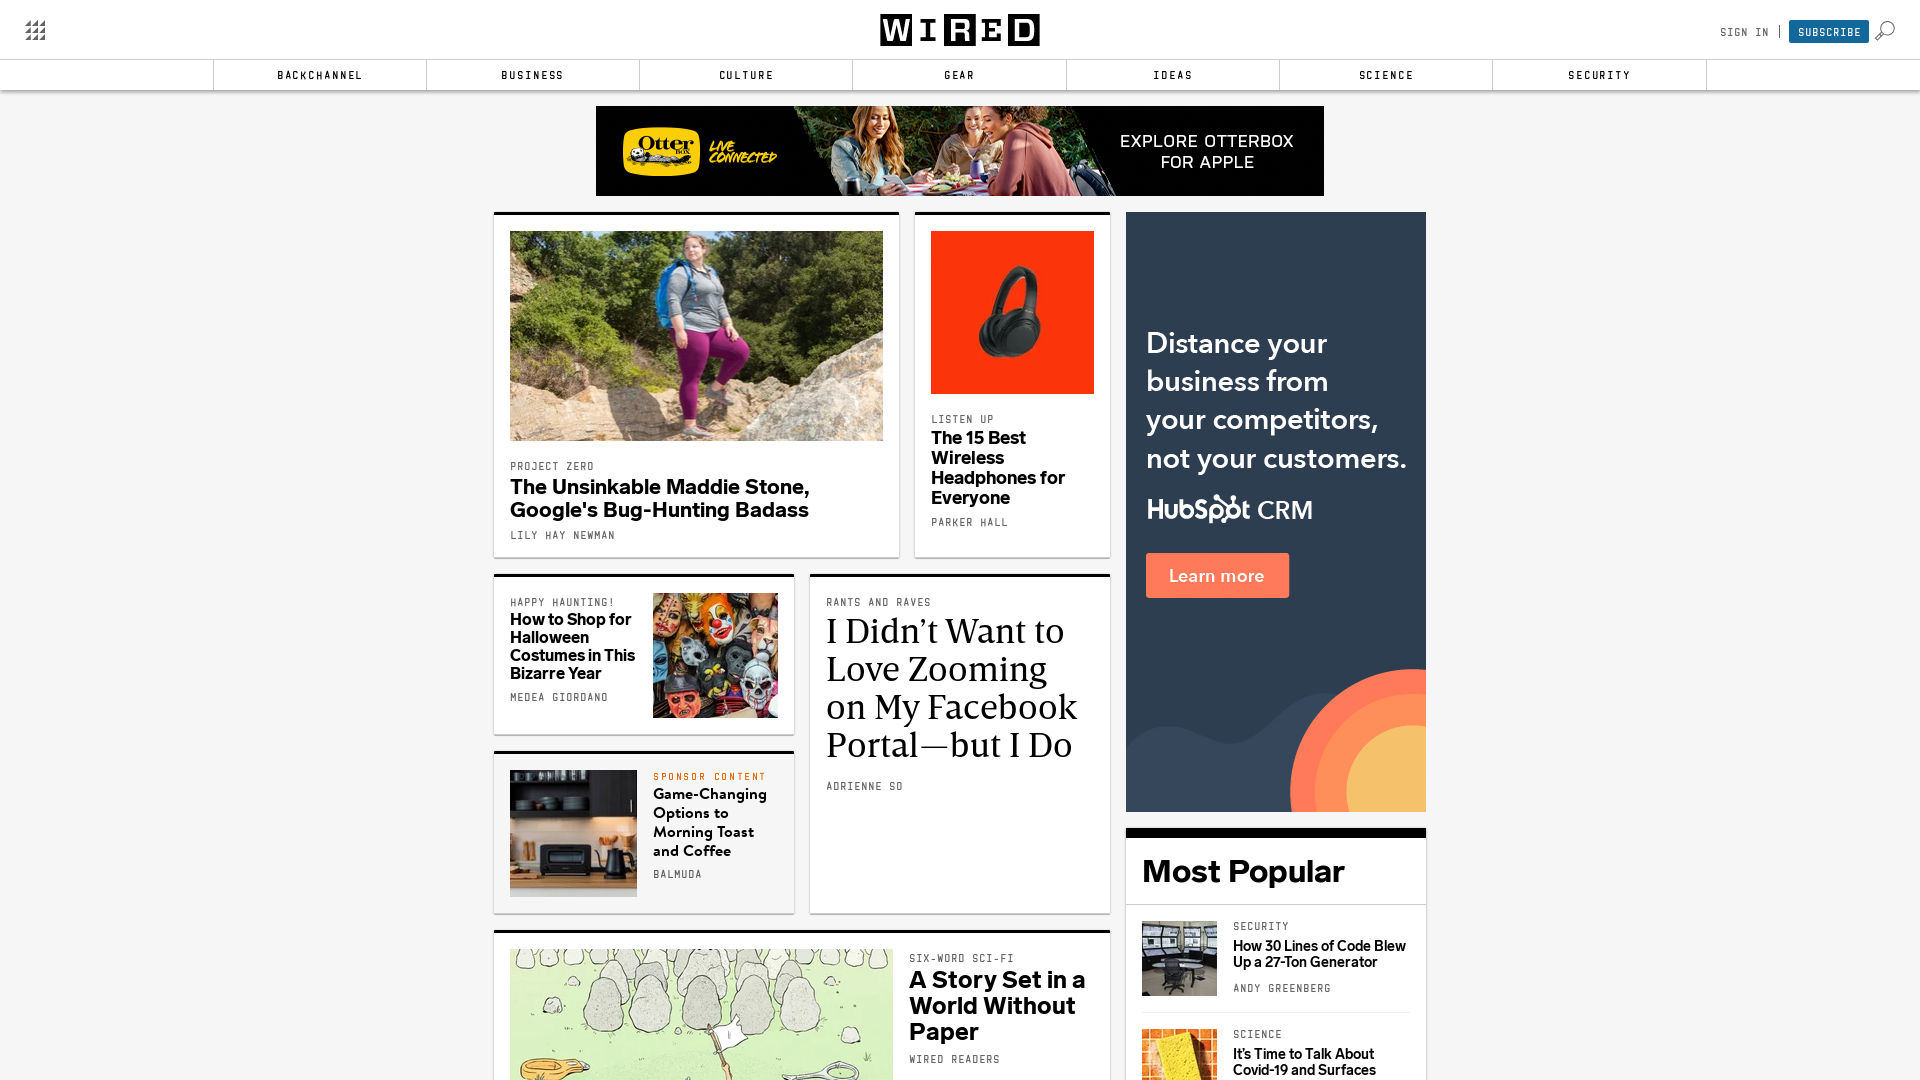 WIRED
SIGN IN
SUBSCRIBE
BACKCHANNEL
BUSINESS
CULTURE
GEAR
IDEAS
SCIENCE
SECURITY
Otter
BOX
LIVE
CONNECTED
EXPLORE OTTERBOX
FOR APPLE
PROJECT ZERO
The Unsinkable Maddie Stone,
Google's Bug-Hunting Badass
LILY HAY NEWMAN
LISTEN UP
The 15 Best
Wireless
Headphones for
Everyone
PARKER HALL
Distance your
business from
your competitors,
not your customers.
HubSpot CRM
Learn more
HAPPY HAUNTING!
How to Shop for
Halloween
Costumes in This
Bizarre Year
MEDEA GIORDANO
RANTS AND RAVES
I Didn’t Want to
Love Zooming
on My Facebook
Portal—but I Do
ADRIENNE SO
SPONSOR CONTENT
Game-Changing
Options to
Morning Toast
and Coffee
BALMUDA
Most Popular
SECURITY
How 30 Lines of Code Blew
Up a 27-Ton Generator
ANDY GREENBERG
SIX-WORD SCI-FI
A Story Set in a
World Without
Paper
WIRED READERS
SCIENCE
It’s Time to Talk About
Covid-19 and Surfaces